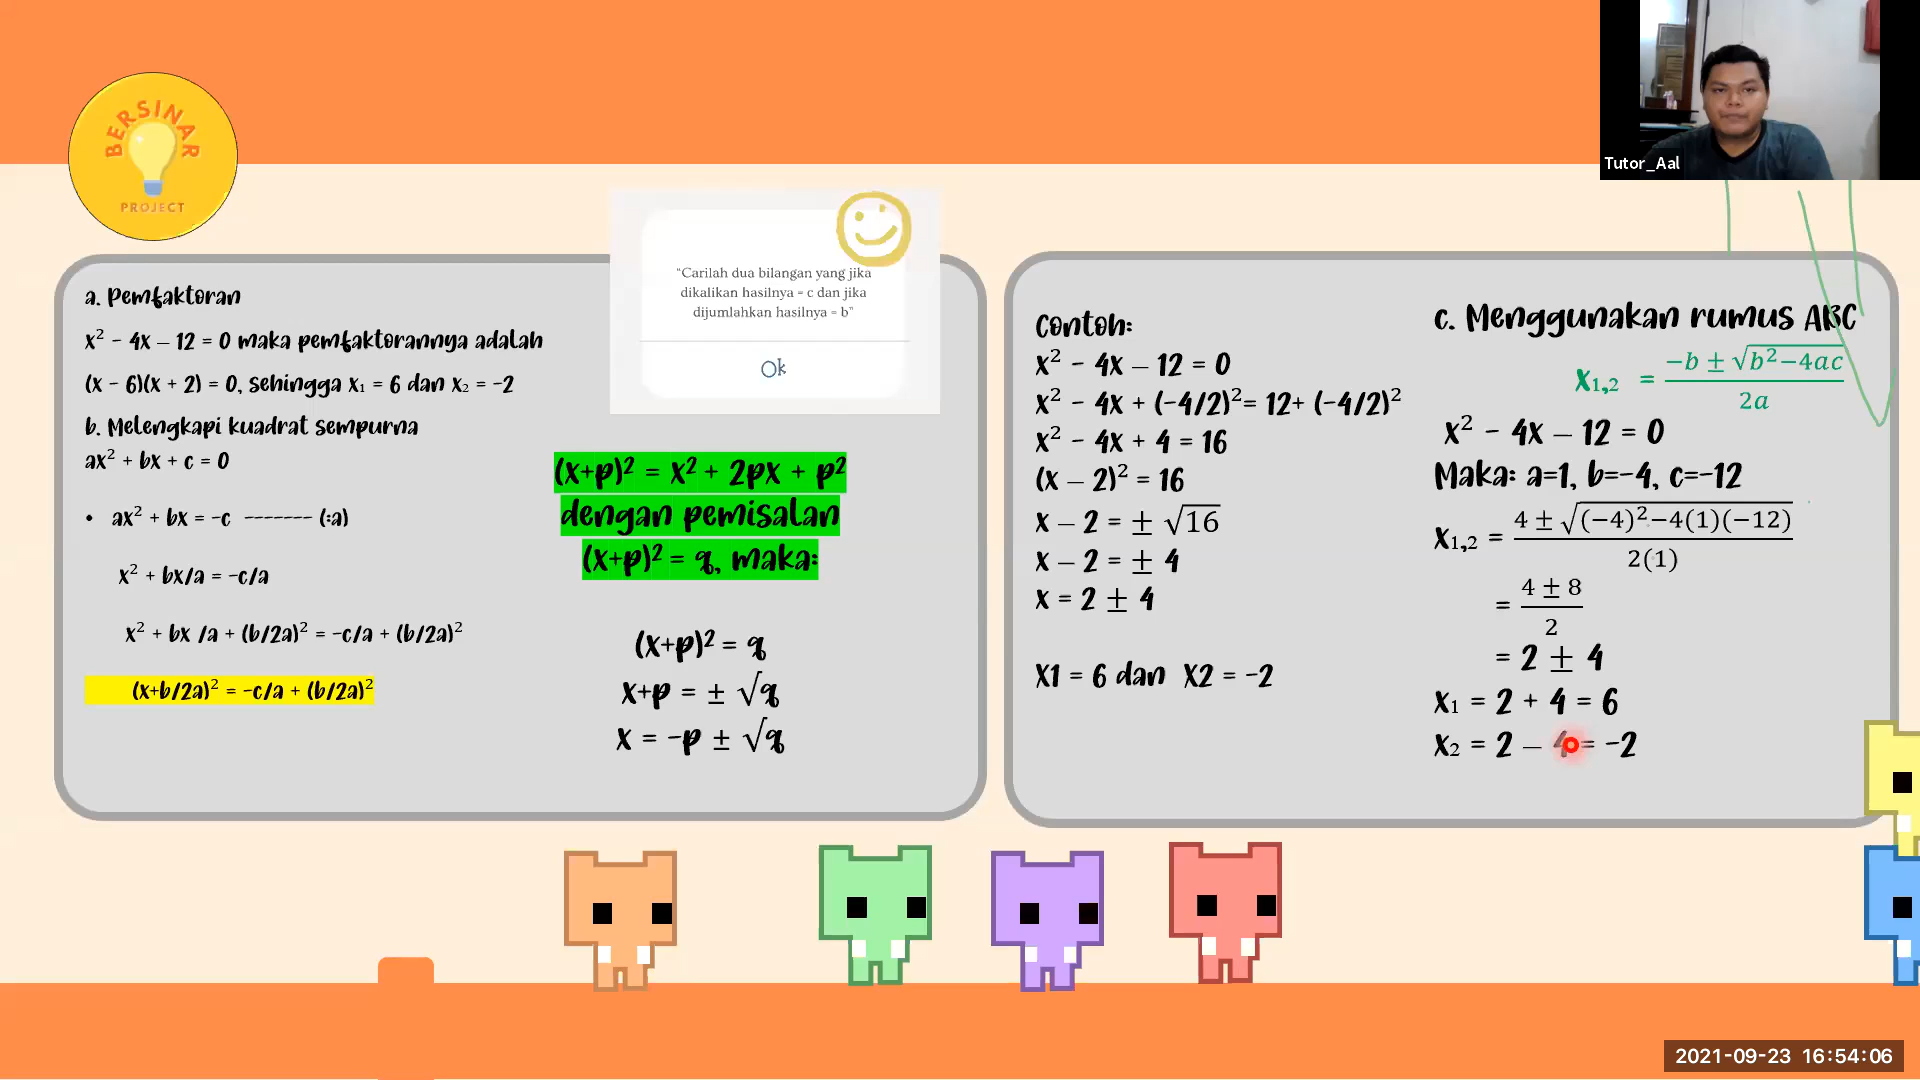 BERSINAR
PROJECT
Tutor_Aal
"Carilah dua bilangan yang jika
dikalikan hasilnya = c dan jika
dijumlahkan hasilnya = b"
Ok
a. Pemfaktoran
x² - 4x – 12 = 0 maka pemfaktorannya adalah
(x - 6)(x + 2) = 0, sehingga x₁ = 6 dan x₂ = -2
b. Melengkapi kuadrat sempurna
ax² + bx + c = 0
• ax² + bx = -c ------- (:a)
x² + bx/a = -c/a
x² + bx /a + (b/2a)² = -c/a + (b/2a)²
(x+b/2a)² = -c/a + (b/2a)²
(x+p)² = x² + 2px + p²
dengan pemisalan
(x+p)² = q, maka:
(x+p)² = q
x+p = ± √q
x = -p ± √q
Contoh:
x² - 4x – 12 = 0
x² - 4x + (-4/2)²= 12+ (-4/2)²
x² - 4x + 4 = 16
(x – 2)² = 16
x – 2 = ± √16
x – 2 = ± 4
x = 2 ± 4
X1 = 6 dan X2 = -2
c. Menggunakan rumus ABC
x₁,₂ = (-b ± √(b²-4ac))/2a
x² - 4x – 12 = 0
Maka: a=1, b=-4, c=-12
x₁,₂ = (4 ± √((-4)²-4(1)(-12)))/2(1)
= (4 ± 8)/2
= 2 ± 4
x₁ = 2 + 4 = 6
x₂ = 2 – 4 = -2
2021-09-23 16:54:06